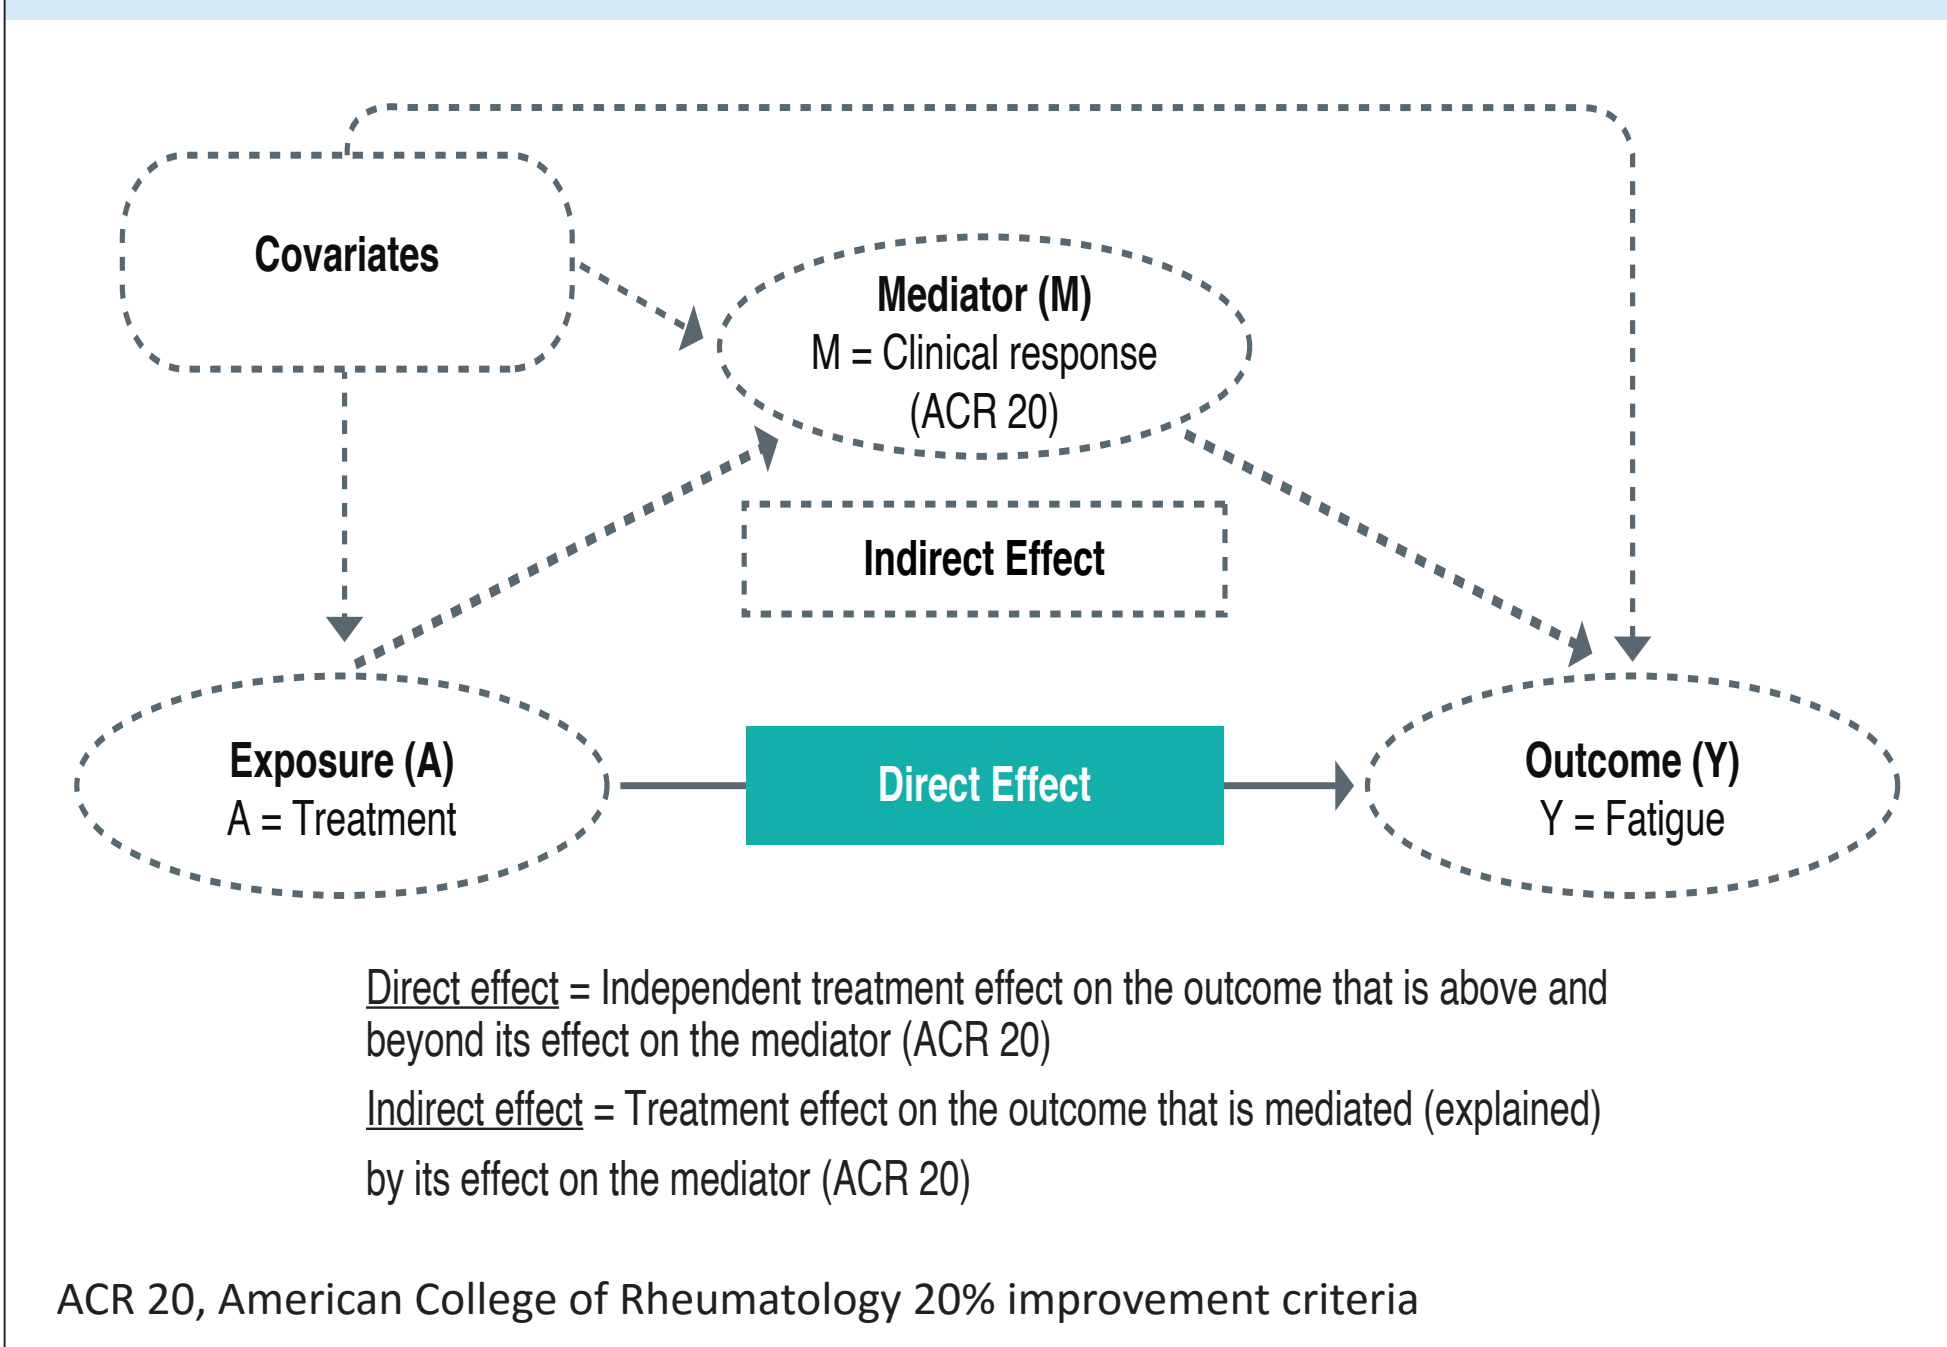 Covariates
Mediator (M)
M = Clinical response
(ACR 20)
Indirect Effect
Exposure (A)
A = Treatment
Direct Effect
Outcome (Y)
Y = Fatigue
Direct effect = Independent treatment effect on the outcome that is above and
beyond its effect on the mediator (ACR 20)
Indirect effect = Treatment effect on the outcome that is mediated (explained)
by its effect on the mediator (ACR 20)
ACR 20, American College of Rheumatology 20% improvement criteria